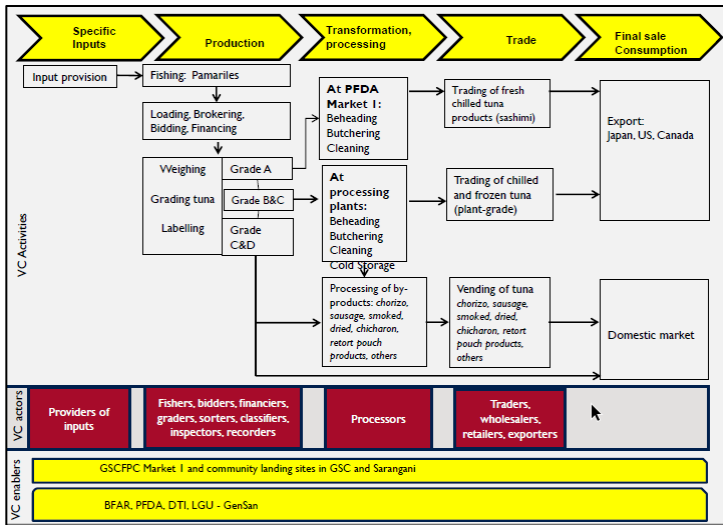 Specific
Inputs
Production
Transformation,
processing
Trade
Final sale
Consumption
VC Activities
Input provision
Fishing: Pamariles
Loading, Brokering,
Bidding, Financing
Weighing
Grading tuna
Labelling
Grade A
Grade B&C
Grade
C&D
At PFDA
Market 1:
Beheading
Butchering
Cleaning
At
processing
plants:
Beheading
Butchering
Cleaning
Cold Storage
Processing of by-
products: chorizo,
sausage, smoked,
dried, chicharon,
retort pouch
products, others
Trading of fresh
chilled tuna
products (sashimi)
Trading of chilled
and frozen tuna
(plant-grade)
Vending of tuna
chorizo, sausage,
smoked, dried,
chicharon, retort
pouch products,
others
Export:
Japan, US, Canada
Domestic market
VC actors
Providers of
inputs
Fishers, bidders, financiers,
graders, sorters, classifiers,
inspectors, recorders
Processors
Traders,
wholesalers,
retailers, exporters
VC enablers
GSCFPC Market 1 and community landing sites in GSC and Sarangani
BFAR, PFDA, DTI, LGU - GenSan